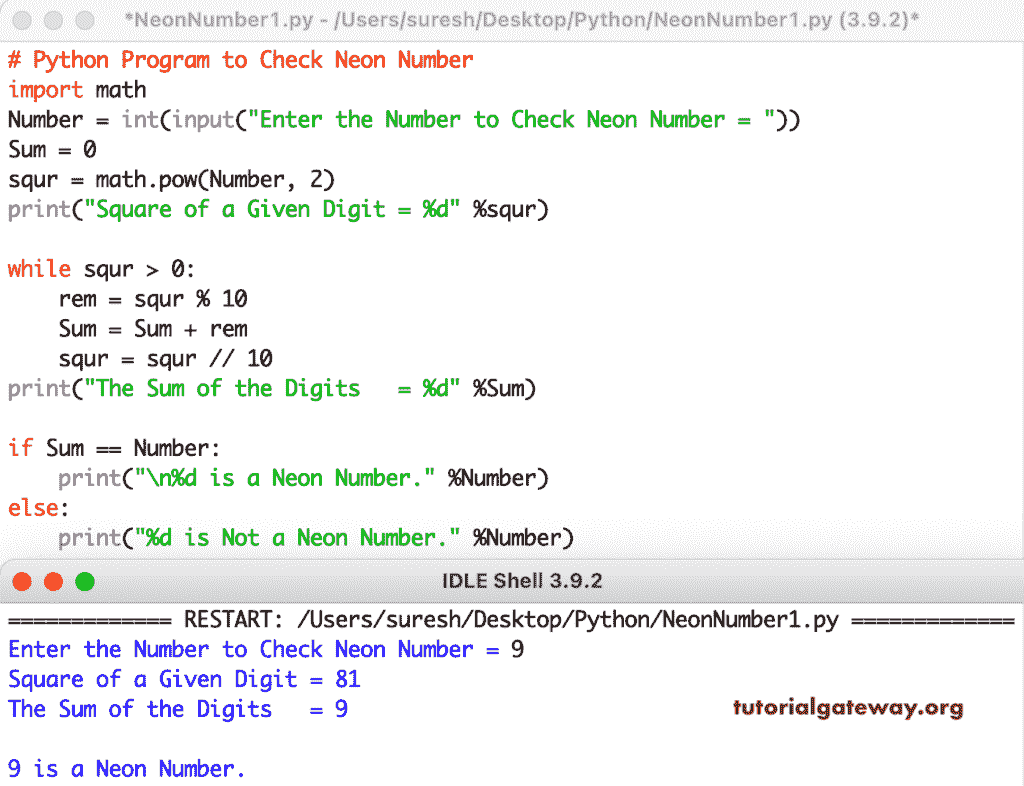 *NeonNumber1.py - /Users/suresh/Desktop/Python/NeonNumber1.py (3.9.2)*
# Python Program to Check Neon Number
import math
Number = int(input("Enter the Number to Check Neon Number = "))
Sum = 0
squr = math.pow(Number, 2)
print("Square of a Given Digit = %d" %squr)

while squr > 0:
    rem = squr % 10
    Sum = Sum + rem
    squr = squr // 10
print("The Sum of the Digits   = %d" %Sum)

if Sum == Number:
    print("\n%d is a Neon Number." %Number)
else:
    print("%d is Not a Neon Number." %Number)
IDLE Shell 3.9.2
============= RESTART: /Users/suresh/Desktop/Python/NeonNumber1.py =============
Enter the Number to Check Neon Number = 9
Square of a Given Digit = 81
The Sum of the Digits   = 9
tutorialgateway.org

9 is a Neon Number.